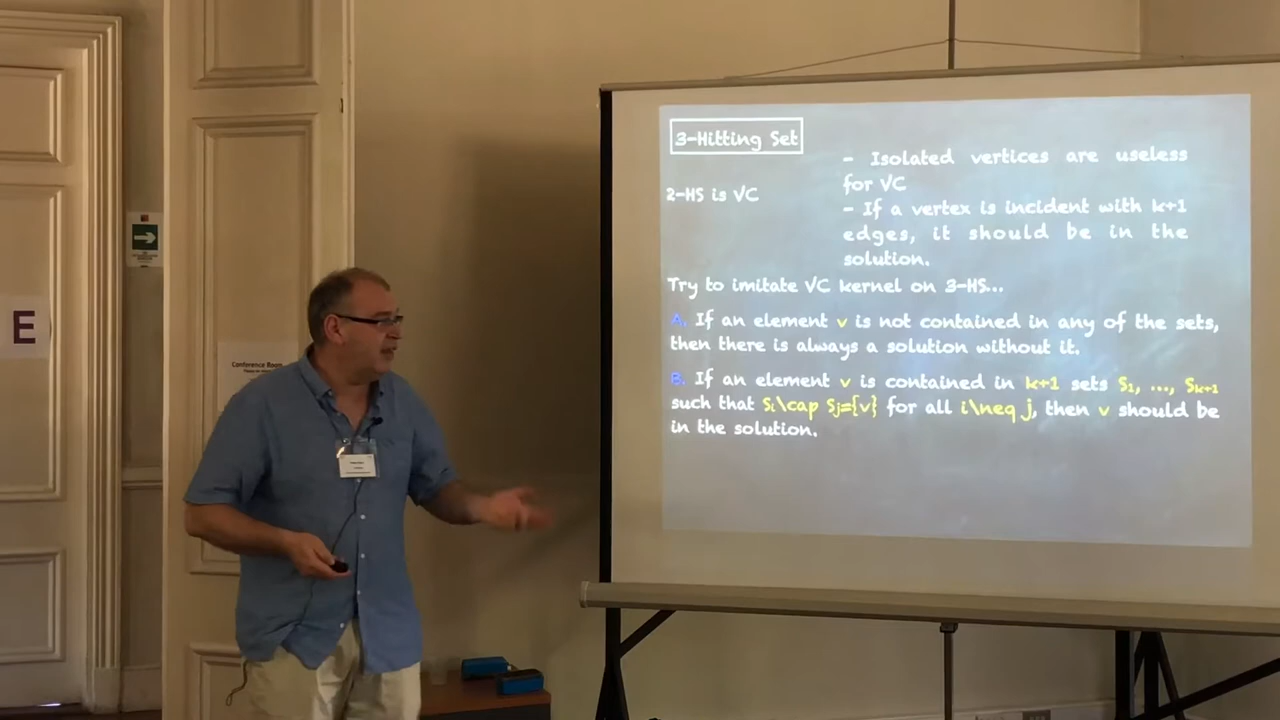 3-Hitting Set
2-HS is VC
- Isolated vertices are useless
for VC
- If a vertex is incident with k+1
edges, it should be in the
solution.
Try to imitate VC kernel on 3-HS...
A. If an element v is not contained in any of the sets,
then there is always a solution without it.
B. If an element v is contained in k+1 sets S1, ..., Sk+1
such that Si\cap Sj={v} for all i\neq j, then v should be
in the solution.
E
Conference Room